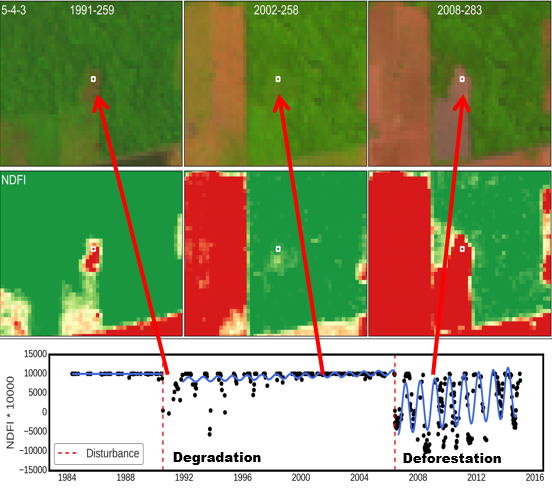 5-4-3 1991-259 2002-258 2008-283
NDFI
NDFI * 10000
15000
10000
5000
0
−5000
−10000
−15000
Disturbance
Degradation
Deforestation
1984 1988 1992 1996 2000 2004 2008 2012 2016